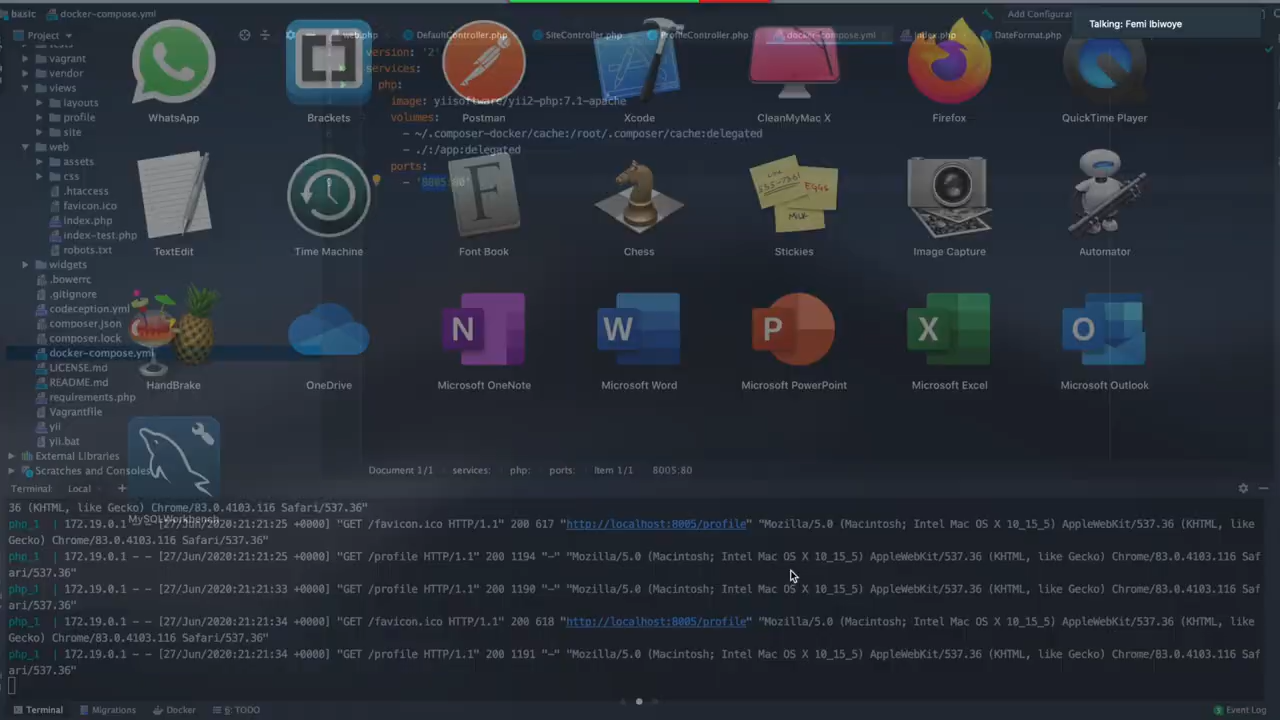 basic
docker-compose.yml
Add Configurat
Talking: Femi Ibiwoye
Project
web.php
DefaultController.php
SiteController.php
ProfileController.php
docker-compose.yml
index.php
DateFormat.php
tests
vagrant
vendor
views
layouts
profile
site
web
assets
css
.htaccess
favicon.ico
index.php
index-test.php
robots.txt
widgets
.bowerrc
.gitignore
codeception.yml
composer.json
composer.lock
docker-compose.yml
LICENSE.md
README.md
requirements.php
Vagrantfile
yii
yii.bat
External Libraries
Scratches and Consoles
version: '2'
services:
php:
image: yiisoftware/yii2-php:7.1-apache
volumes:
- ~/.composer-docker/cache:/root/.composer/cache:delegated
- ./:/app:delegated
ports:
- '8005:80'
WhatsApp
Brackets
Postman
Xcode
CleanMyMac X
Firefox
QuickTime Player
TextEdit
Time Machine
Font Book
Chess
Stickies
Image Capture
Automator
HandBrake
OneDrive
Microsoft OneNote
Microsoft Word
Microsoft PowerPoint
Microsoft Excel
Microsoft Outlook
MySQLWorkbench
Document 1/1 services: php: ports: Item 1/1 8005:80
Terminal: Local +
36 (KHTML, like Gecko) Chrome/83.0.4103.116 Safari/537.36"
php_1 | 172.19.0.1 - - [27/Jun/2020:21:21:25 +0000] "GET /favicon.ico HTTP/1.1" 200 617 "http://localhost:8005/profile" "Mozilla/5.0 (Macintosh; Intel Mac OS X 10_15_5) AppleWebKit/537.36 (KHTML, like
Gecko) Chrome/83.0.4103.116 Safari/537.36"
php_1 | 172.19.0.1 - - [27/Jun/2020:21:21:25 +0000] "GET /profile HTTP/1.1" 200 1194 "-" "Mozilla/5.0 (Macintosh; Intel Mac OS X 10_15_5) AppleWebKit/537.36 (KHTML, like Gecko) Chrome/83.0.4103.116 Saf
ari/537.36"
php_1 | 172.19.0.1 - - [27/Jun/2020:21:21:33 +0000] "GET /profile HTTP/1.1" 200 1190 "-" "Mozilla/5.0 (Macintosh; Intel Mac OS X 10_15_5) AppleWebKit/537.36 (KHTML, like Gecko) Chrome/83.0.4103.116 Saf
ari/537.36"
php_1 | 172.19.0.1 - - [27/Jun/2020:21:21:34 +0000] "GET /favicon.ico HTTP/1.1" 200 618 "http://localhost:8005/profile" "Mozilla/5.0 (Macintosh; Intel Mac OS X 10_15_5) AppleWebKit/537.36 (KHTML, like
Gecko) Chrome/83.0.4103.116 Safari/537.36"
php_1 | 172.19.0.1 - - [27/Jun/2020:21:21:34 +0000] "GET /profile HTTP/1.1" 200 1191 "-" "Mozilla/5.0 (Macintosh; Intel Mac OS X 10_15_5) AppleWebKit/537.36 (KHTML, like Gecko) Chrome/83.0.4103.116 Saf
ari/537.36"
Terminal Migrations Docker 6: TODO
Event Log